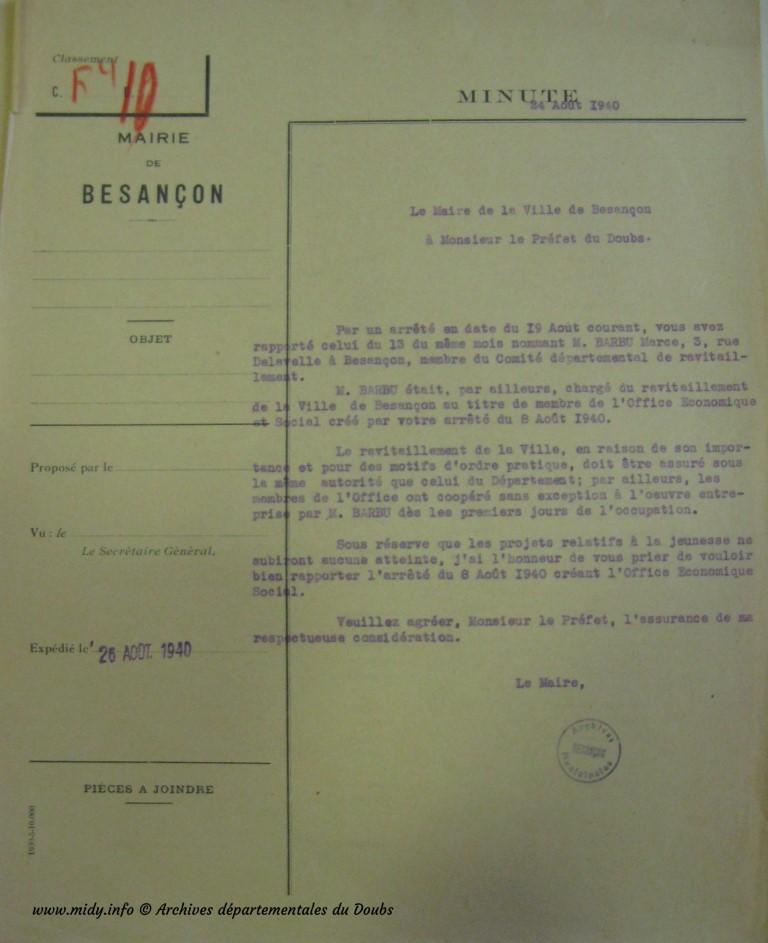 Classement
C. F4 10
MINUTE
24 Août 1940
MAIRIE
DE
BESANÇON
Le Maire de la Ville de Besançon
à Monsieur le Préfet du Doubs.
OBJET
Par un arrêté en date du 19 Août courant, vous avez
rapporté celui du 13 du même mois nommant M. BARBU Marce, 3, rue
Delavelle à Besançon, membre du Comité départemental de ravitail-
lement.
M. BARBU était, par ailleurs, chargé du ravitaillement
de la Ville de Besançon au titre de membre de l'Office Economique
et Social créé par votre arrêté du 8 Août 1940.
Le ravitaillement de la Ville, en raison de son impor-
tance et pour des motifs d'ordre pratique, doit être assuré sous
la même autorité que celui du Département; par ailleurs, les
membres de l'Office ont coopéré sans exception à l'oeuvre entre-
prise par M. BARBU dès les premiers jours de l'occupation.
Sous réserve que les projets relatifs à la jeunesse ne
subiront aucune atteinte, j'ai l'honneur de vous prier de vouloir
bien rapporter l'arrêté du 8 Août 1940 créant l'Office Economique
Social.
Veuillez agréer, Monsieur le Préfet, l'assurance de ma
respectueuse considération.
Le Maire,
Proposé par le
Vu : le
Le Secrétaire Général,
Expédié le 26 AOÛT. 1940
Archives
BESANÇON
Municipales
PIÈCES A JOINDRE
www.midy.info © Archives départementales du Doubs